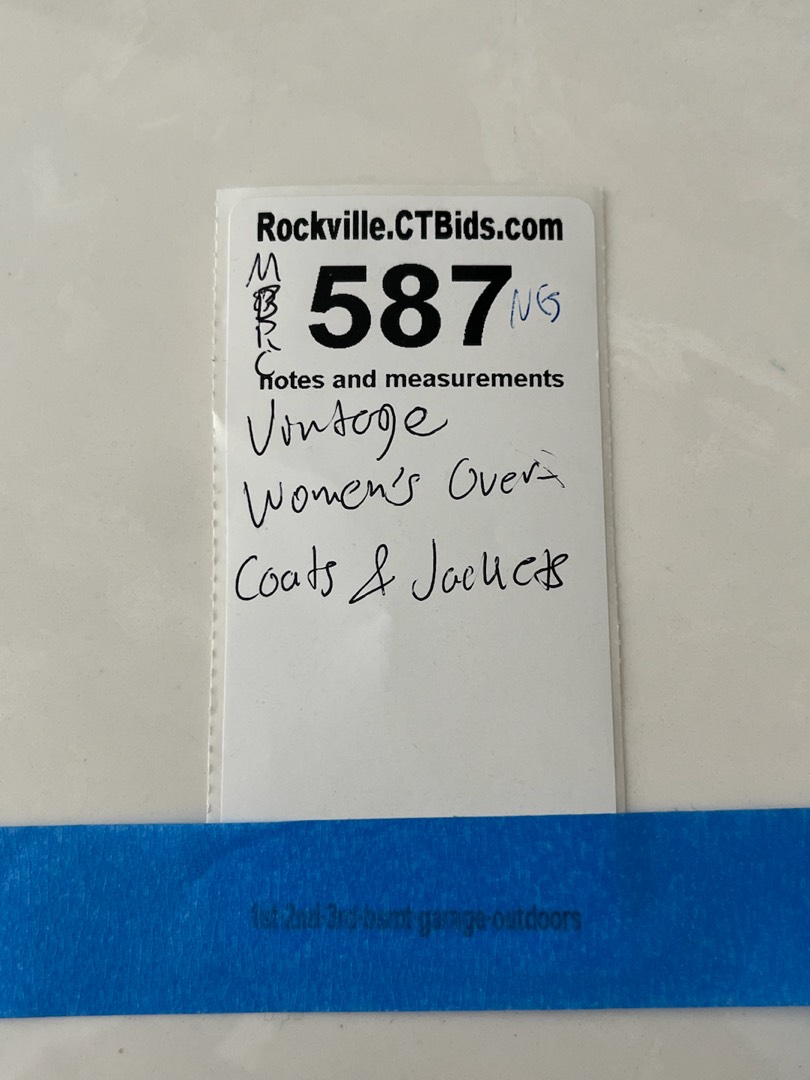 Rockville.CTBids.com
M
B
R
C
587
NG
notes and measurements
Vintage
Women's Over-
Coats & Jackets
1st 2nd 3rd bsmt garage outdoors